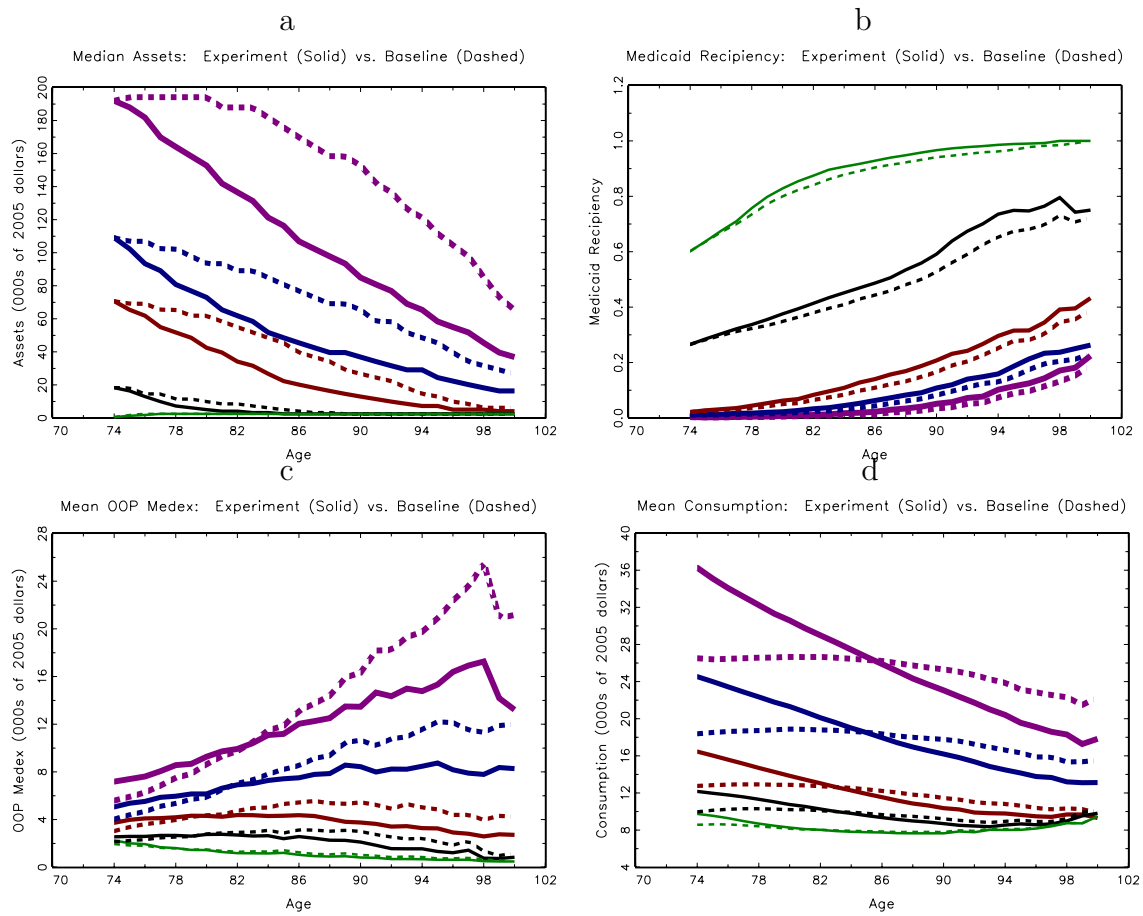 a
Median Assets: Experiment (Solid) vs. Baseline (Dashed)
Assets (000s of 2005 dollars)
0 20 40 60 80 100 120 140 160 180 200
70 74 78 82 86 90 94 98 102
Age
b
Medicaid Recipiency: Experiment (Solid) vs. Baseline (Dashed)
Medicaid Recipiency
0.0 0.2 0.4 0.6 0.8 1.0 1.2
70 74 78 82 86 90 94 98 102
Age
c
Mean OOP Medex: Experiment (Solid) vs. Baseline (Dashed)
OOP Medex (000s of 2005 dollars)
0 4 8 12 16 20 24 28
70 74 78 82 86 90 94 98 102
Age
d
Mean Consumption: Experiment (Solid) vs. Baseline (Dashed)
Consumption (000s of 2005 dollars)
4 8 12 16 20 24 28 32 36 40
70 74 78 82 86 90 94 98 102
Age